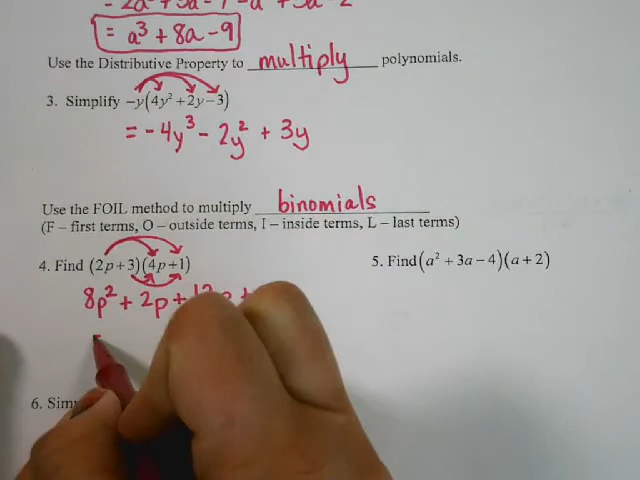 = a³ + 8a - 9
Use the Distributive Property to multiply polynomials.
3. Simplify -y(4y² + 2y - 3)
= -4y³ - 2y² + 3y
Use the FOIL method to multiply binomials
(F – first terms, O – outside terms, I – inside terms, L – last terms)
4. Find (2p + 3)(4p + 1)
5. Find (a² + 3a - 4)(a + 2)
8p² + 2p +
6.